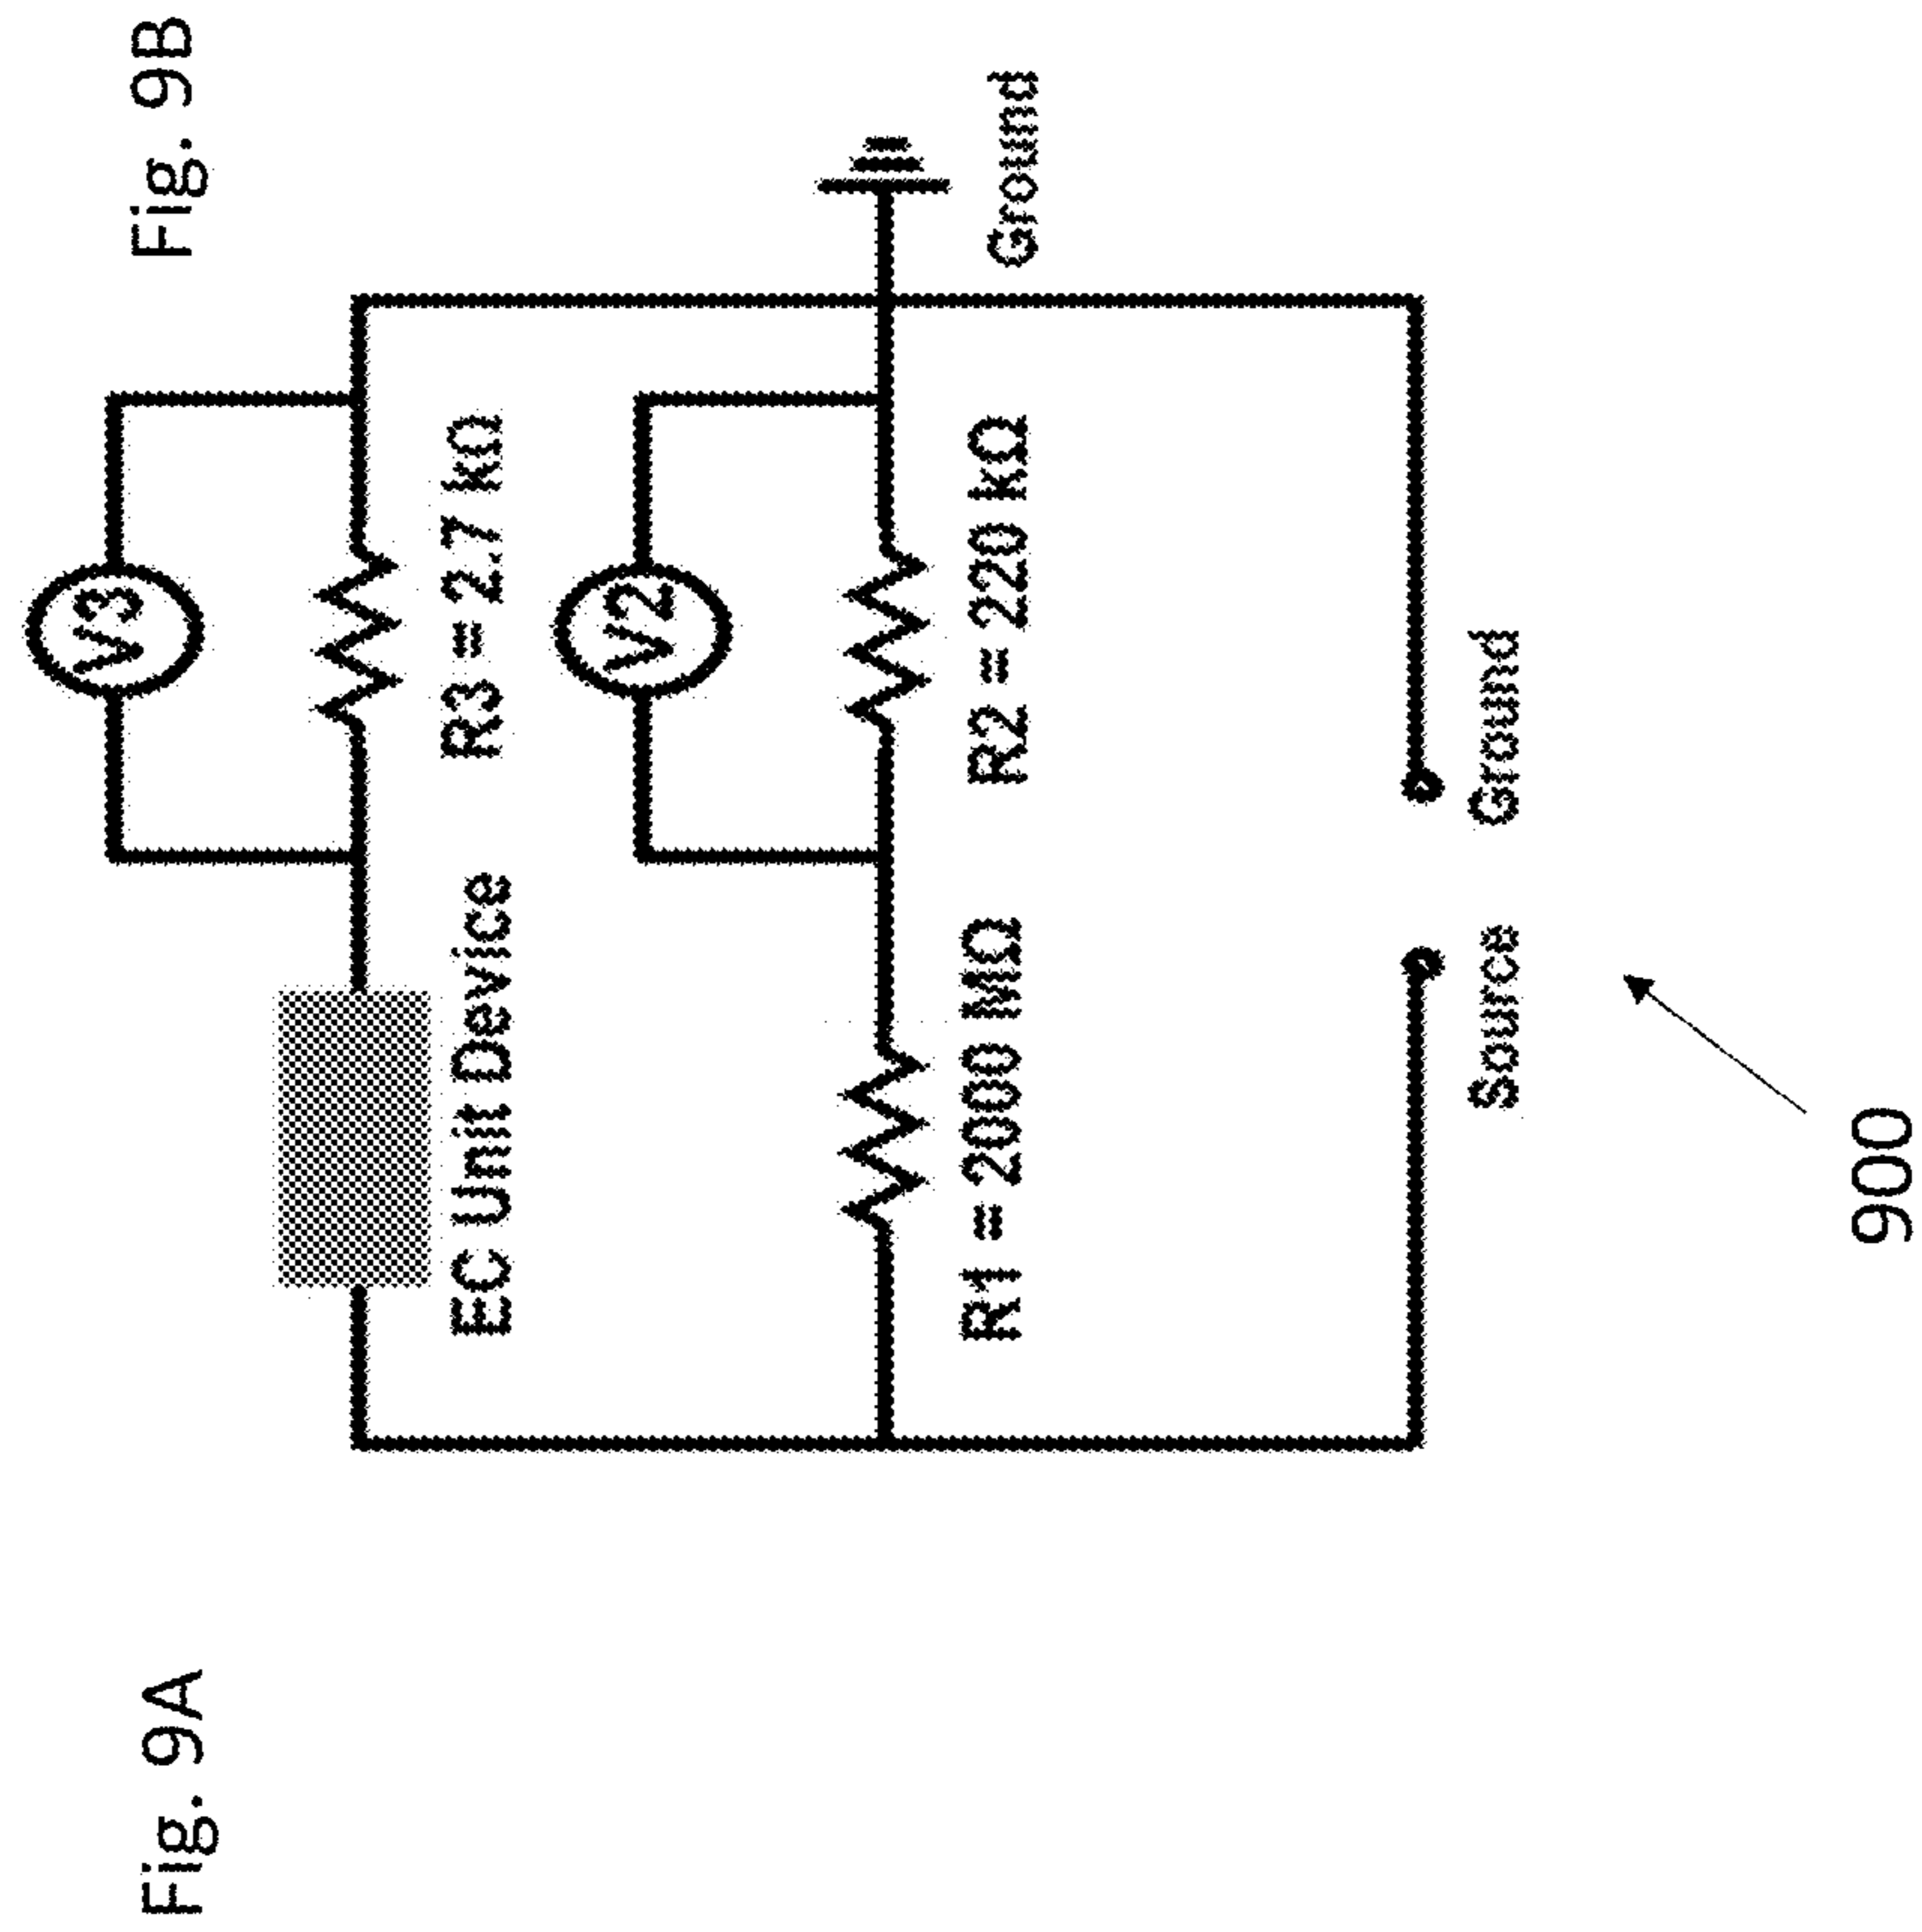 Fig. 9A
Fig. 9B
V3
EC Unit Device
R3 = 2.7 kΩ
V2
R1 = 2000 MΩ
R2 = 220 kΩ
Ground
Source
Ground
900